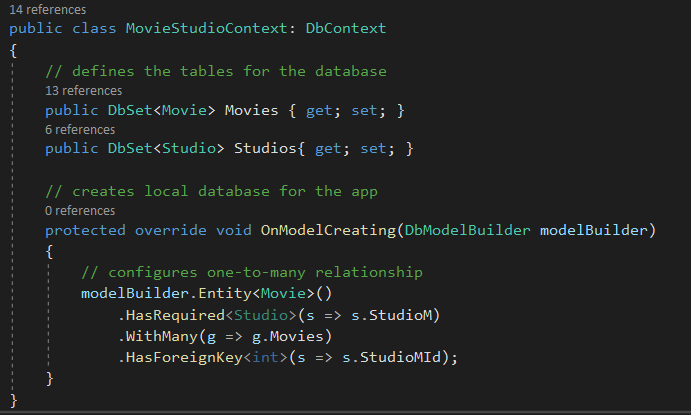 14 references
public class MovieStudioContext: DbContext
{
// defines the tables for the database
13 references
public DbSet<Movie> Movies { get; set; }
6 references
public DbSet<Studio> Studios{ get; set; }
// creates local database for the app
0 references
protected override void OnModelCreating(DbModelBuilder modelBuilder)
{
// configures one-to-many relationship
modelBuilder.Entity<Movie>()
.HasRequired<Studio>(s => s.StudioM)
.WithMany(g => g.Movies)
.HasForeignKey<int>(s => s.StudioMId);
}
}